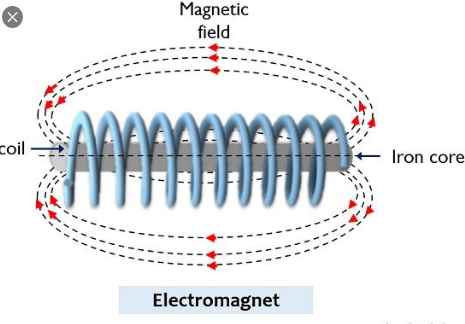 Magnetic
field
coil
Iron core
Electromagnet